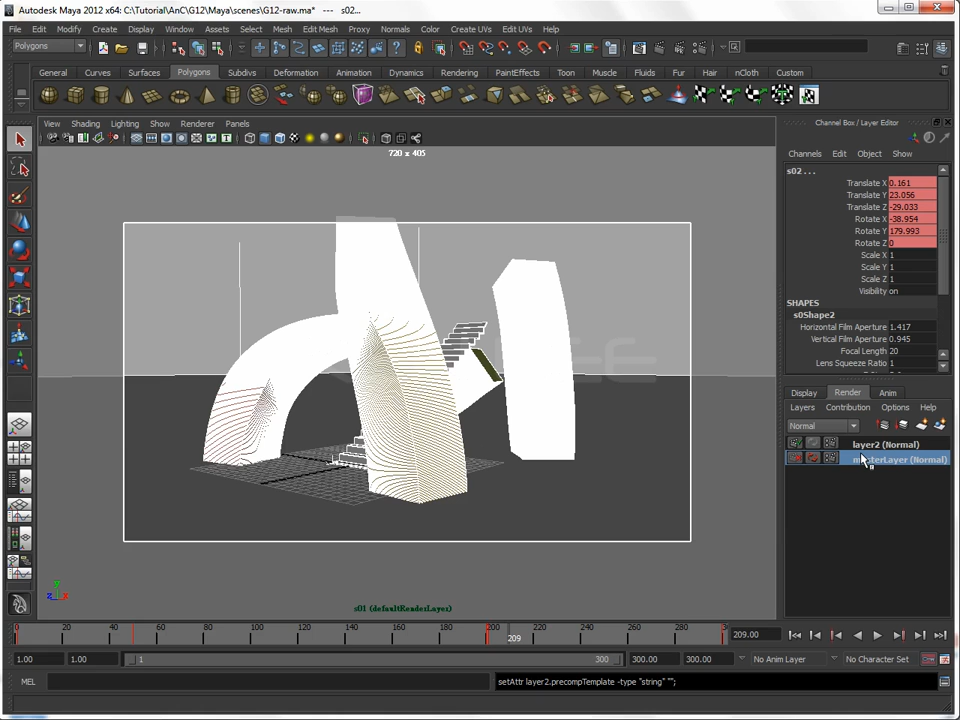 Autodesk Maya 2012 x64: C:\Tutorial\AnC\G12\Maya\scenes\G12-raw.ma* --- s02...
File Edit Modify Create Display Window Assets Select Mesh Edit Mesh Proxy Normals Color Create UVs Edit UVs Help
Polygons
General Curves Surfaces Polygons Subdivs Deformation Animation Dynamics Rendering PaintEffects Toon Muscle Fluids Fur Hair nCloth Custom
View Shading Lighting Show Renderer Panels
Channel Box / Layer Editor
Channels Edit Object Show
720 x 405
s02 . . .
Translate X 0.161
Translate Y 23.056
Translate Z -29.033
Rotate X -38.954
Rotate Y 179.993
Rotate Z 0
Scale X 1
Scale Y 1
Scale Z 1
Visibility on
SHAPES
s0Shape2
Horizontal Film Aperture 1.417
Vertical Film Aperture 0.945
Focal Length 20
Lens Squeeze Ratio 1
Display Render Anim
Layers Contribution Options Help
Normal
layer2 (Normal)
masterLayer (Normal)
y
z x
s01 (defaultRenderLayer)
0 20 40 60 80 100 120 140 160 180 200 220 240 260 280
209
209.00
1.00 1.00 1 300 300.00 300.00 No Anim Layer No Character Set
MEL
setAttr layer2.precompTemplate -type "string" "";